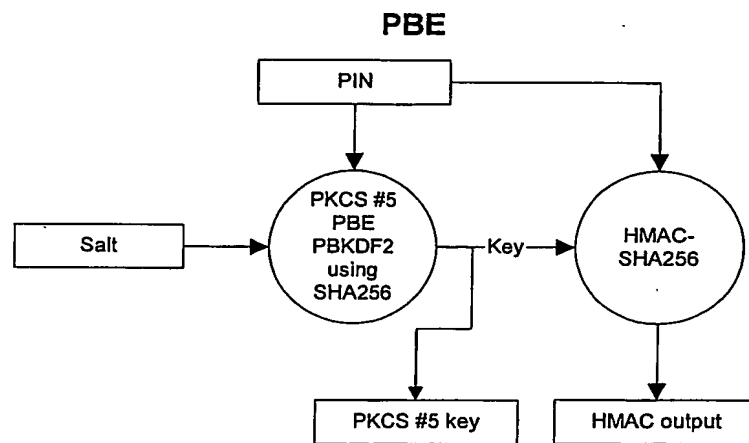 PBE
PIN
PKCS #5
PBE
PBKDF2
using
SHA256
Salt
Key
HMAC-
SHA256
PKCS #5 key
HMAC output